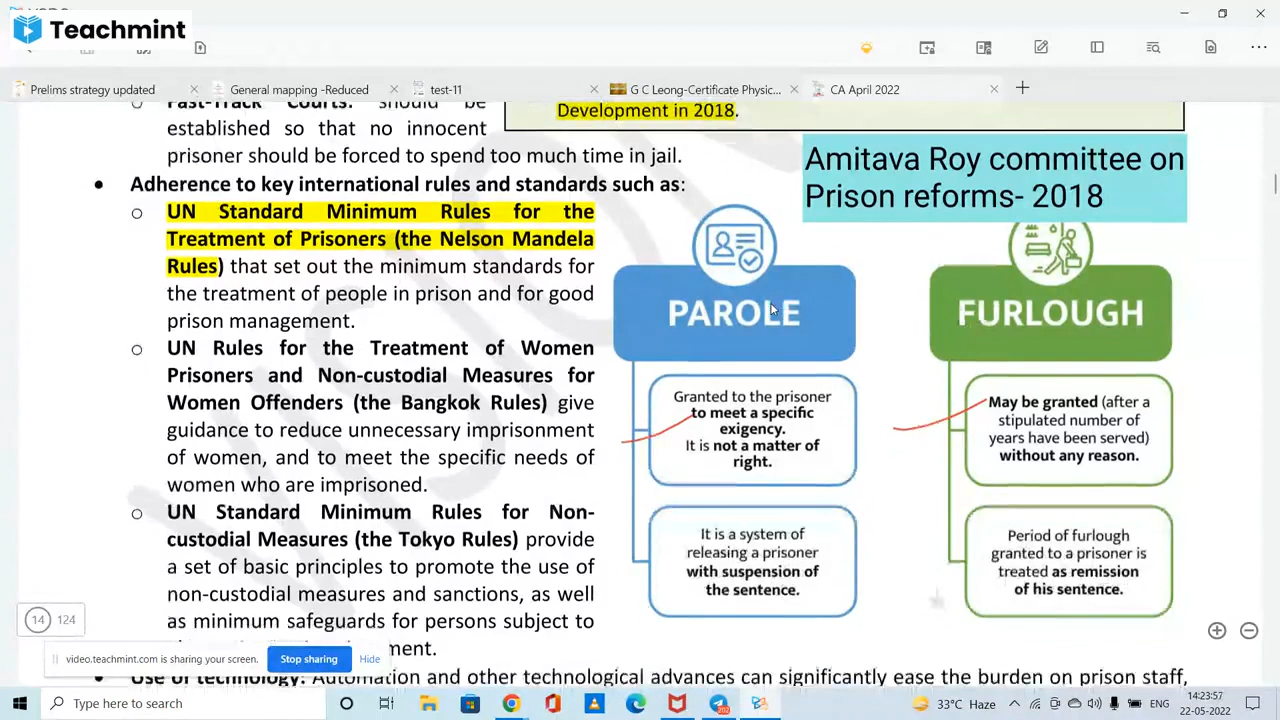 Teachmint
Prelims strategy updated
General mapping -Reduced
test-11
G C Leong-Certificate Physic...
CA April 2022
Fast-Track Courts: should be
established so that no innocent
prisoner should be forced to spend too much time in jail.
Development in 2018.
• Adherence to key international rules and standards such as:
o UN Standard Minimum Rules for the
Treatment of Prisoners (the Nelson Mandela
Rules) that set out the minimum standards for
the treatment of people in prison and for good
prison management.
o UN Rules for the Treatment of Women
Prisoners and Non-custodial Measures for
Women Offenders (the Bangkok Rules) give
guidance to reduce unnecessary imprisonment
of women, and to meet the specific needs of
women who are imprisoned.
o UN Standard Minimum Rules for Non-
custodial Measures (the Tokyo Rules) provide
a set of basic principles to promote the use of
non-custodial measures and sanctions, as well
as minimum safeguards for persons subject to
ment.
Use of technology: Automation and other technological advances can significantly ease the burden on prison staff,
Amitava Roy committee on
Prison reforms- 2018
PAROLE
Granted to the prisoner
to meet a specific
exigency.
It is not a matter of
right.
It is a system of
releasing a prisoner
with suspension of
the sentence.
FURLOUGH
May be granted (after a
stipulated number of
years have been served)
without any reason.
Period of furlough
granted to a prisoner is
treated as remission
of his sentence.
14 124
video.teachmint.com is sharing your screen.
Stop sharing
Hide
Type here to search
202
33°C Haze
14:23:57
22-05-2022